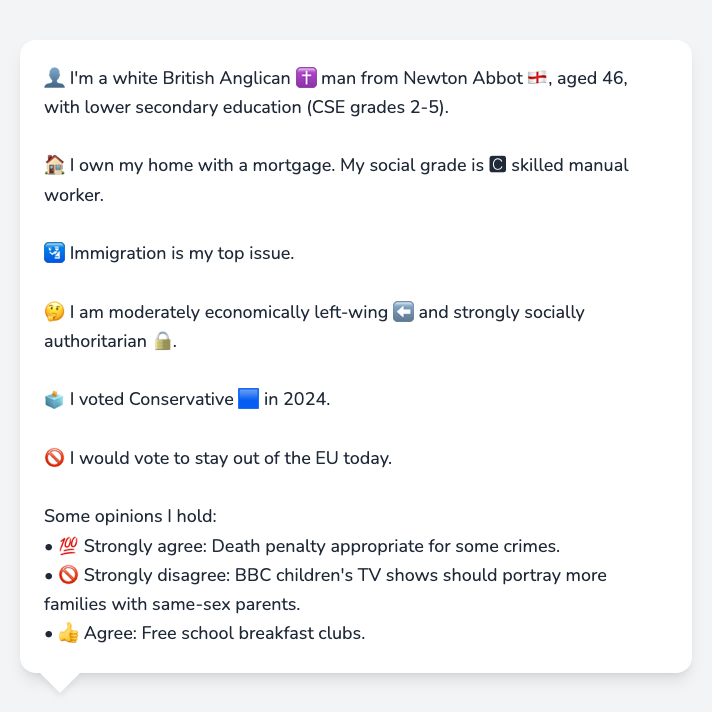 👤 I'm a white British Anglican ✝️ man from Newton Abbot 🏴󠁧󠁢󠁥󠁮󠁧󠁿, aged 46,
with lower secondary education (CSE grades 2-5).
🏠 I own my home with a mortgage. My social grade is 🅲 skilled manual
worker.
🛂 Immigration is my top issue.
🤔 I am moderately economically left-wing ⬅️ and strongly socially
authoritarian 🔒.
🗳️ I voted Conservative 🟦 in 2024.
🚫 I would vote to stay out of the EU today.
Some opinions I hold:
• 💯 Strongly agree: Death penalty appropriate for some crimes.
• 🚫 Strongly disagree: BBC children's TV shows should portray more
families with same-sex parents.
• 👍 Agree: Free school breakfast clubs.